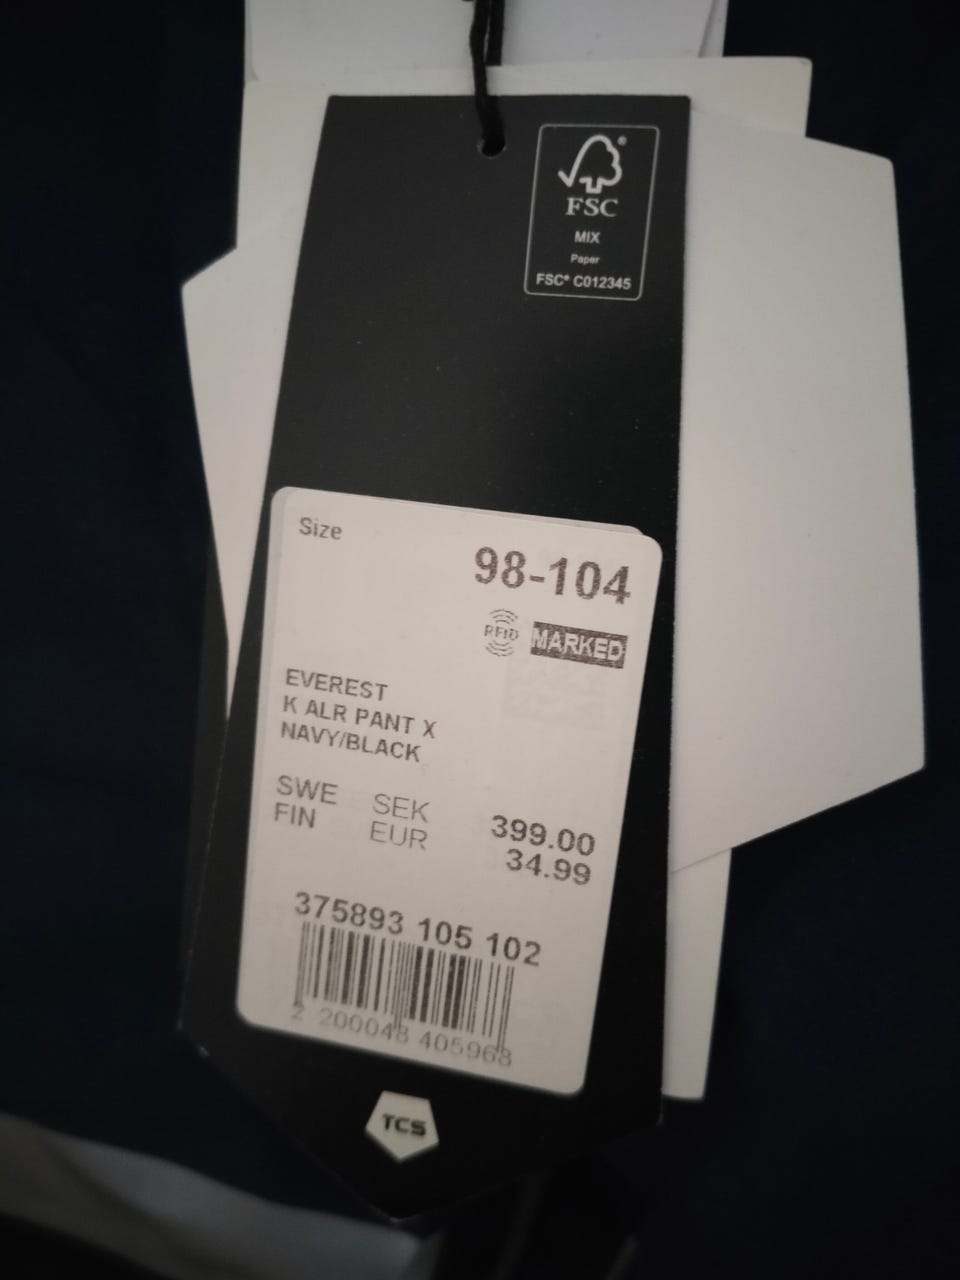 FSC
MIX
Paper
FSC® C012345
Size
98-104
RFID MARKED
EVEREST
K ALR PANT X
NAVY/BLACK
SWE SEK 399.00
FIN EUR 34.99
375893 105 102
2 200048 405968
TCS